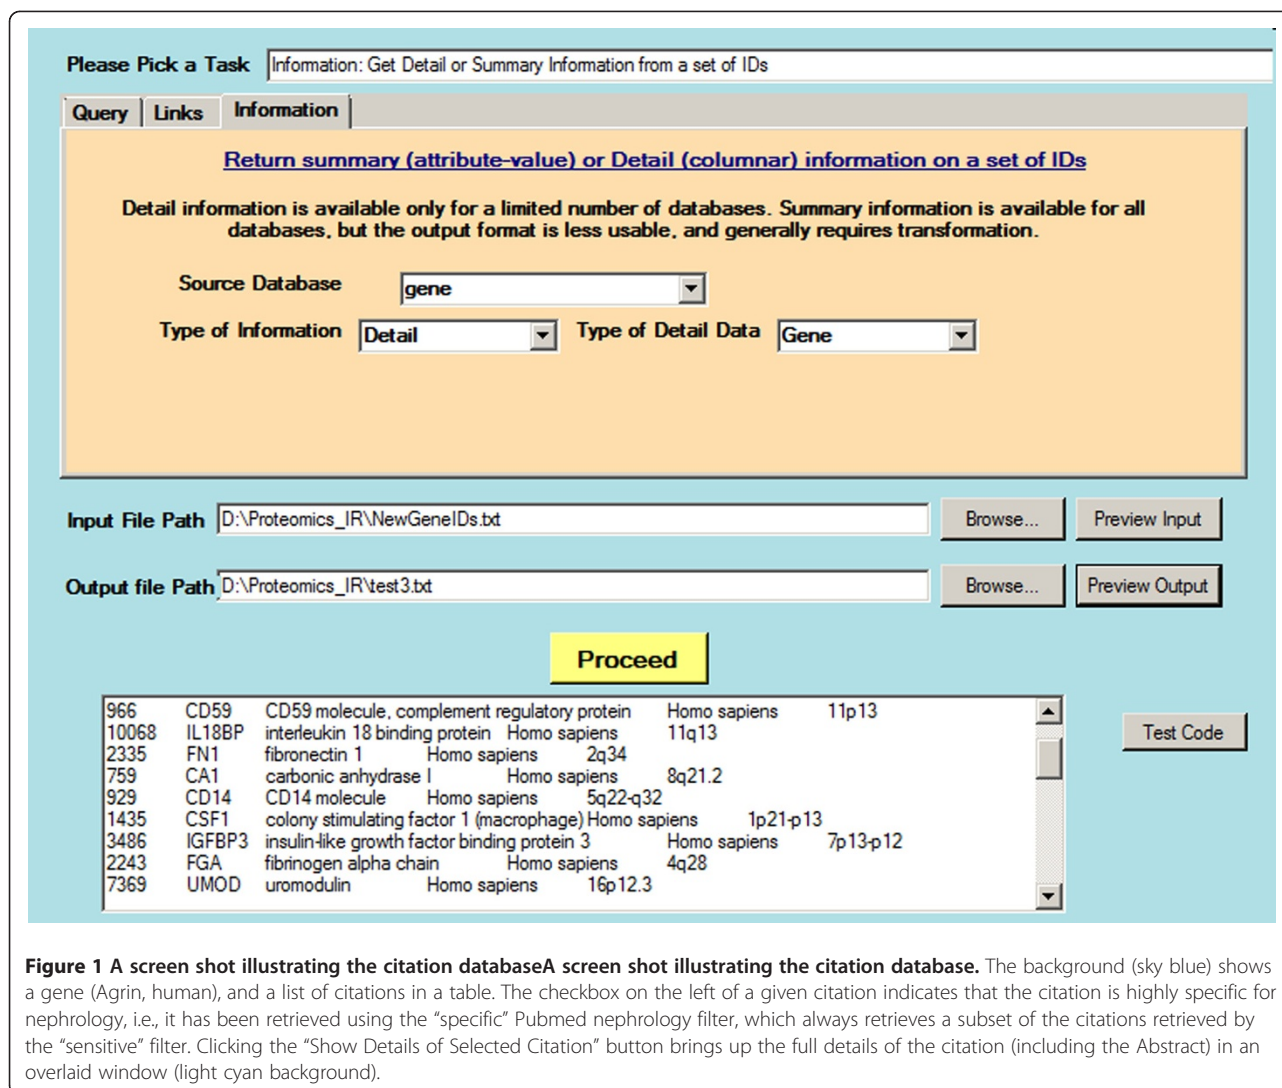 Please Pick a Task Information: Get Detail or Summary Information from a set of IDs
Query Links Information
Return summary (attribute-value) or Detail (columnar) information on a set of IDs
Detail information is available only for a limited number of databases. Summary information is available for all
databases, but the output format is less usable, and generally requires transformation.
Source Database gene
Type of Information Detail Type of Detail Data Gene
Input File Path D:\Proteomics_IR\NewGeneIDs.txt Browse... Preview Input
Output file Path D:\Proteomics_IR\test3.txt Browse... Preview Output
Proceed
Test Code
966 CD59 CD59 molecule, complement regulatory protein Homo sapiens 11p13
10068 IL18BP interleukin 18 binding protein Homo sapiens 11q13
2335 FN1 fibronectin 1 Homo sapiens 2q34
759 CA1 carbonic anhydrase I Homo sapiens 8q21.2
929 CD14 CD14 molecule Homo sapiens 5q22-q32
1435 CSF1 colony stimulating factor 1 (macrophage) Homo sapiens 1p21-p13
3486 IGFBP3 insulin-like growth factor binding protein 3 Homo sapiens 7p13-p12
2243 FGA fibrinogen alpha chain Homo sapiens 4q28
7369 UMOD uromodulin Homo sapiens 16p12.3
Figure 1 A screen shot illustrating the citation databaseA screen shot illustrating the citation database. The background (sky blue) shows
a gene (Agrin, human), and a list of citations in a table. The checkbox on the left of a given citation indicates that the citation is highly specific for
nephrology, i.e., it has been retrieved using the “specific” Pubmed nephrology filter, which always retrieves a subset of the citations retrieved by
the “sensitive” filter. Clicking the “Show Details of Selected Citation” button brings up the full details of the citation (including the Abstract) in an
overlaid window (light cyan background).